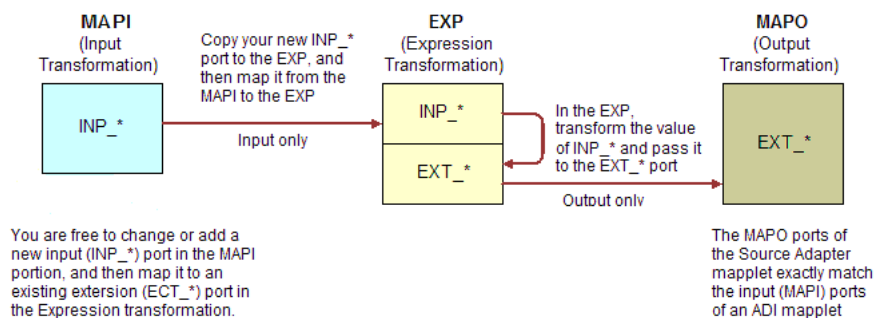 MAPI
(Input
Transformation)
Copy your new INP_*
port to the EXP, and
then map it from the
MAPI to the EXP
EXP
(Expression
Transformation)
MAPO
(Output
Transformation)
INP_*
Input only
INP_*
EXT_*
In the EXP,
transform the value
of INP_* and pass it
to the EXT_* port
Output only
EXT_*
You are free to change or add a
new input (INP_*) port in the MAPI
portion, and then map it to an
existing extersion (ECT_*) port in
the Expression transformation.
The MAPO ports of
the Source Adapter
mapplet exactly match
the input (MAPI) ports
of an ADI mapplet